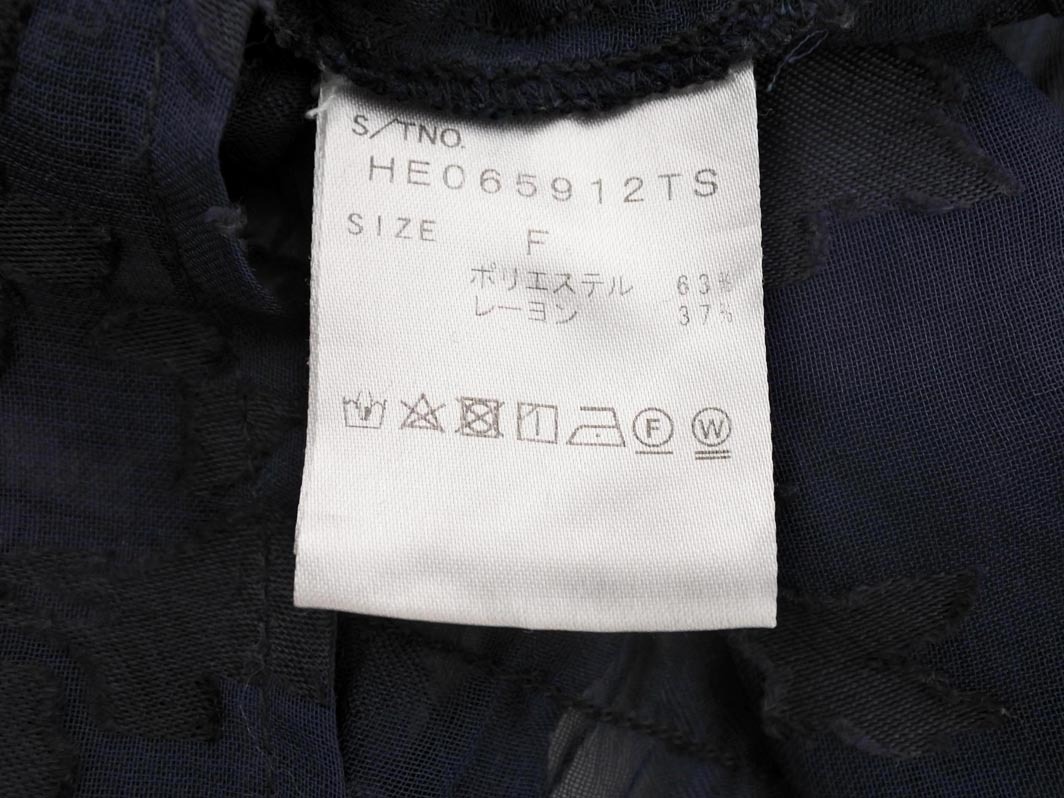 S/TNO.
HE065912TS
SIZE F
ポリエステル 63%
レーヨン 37%
F W